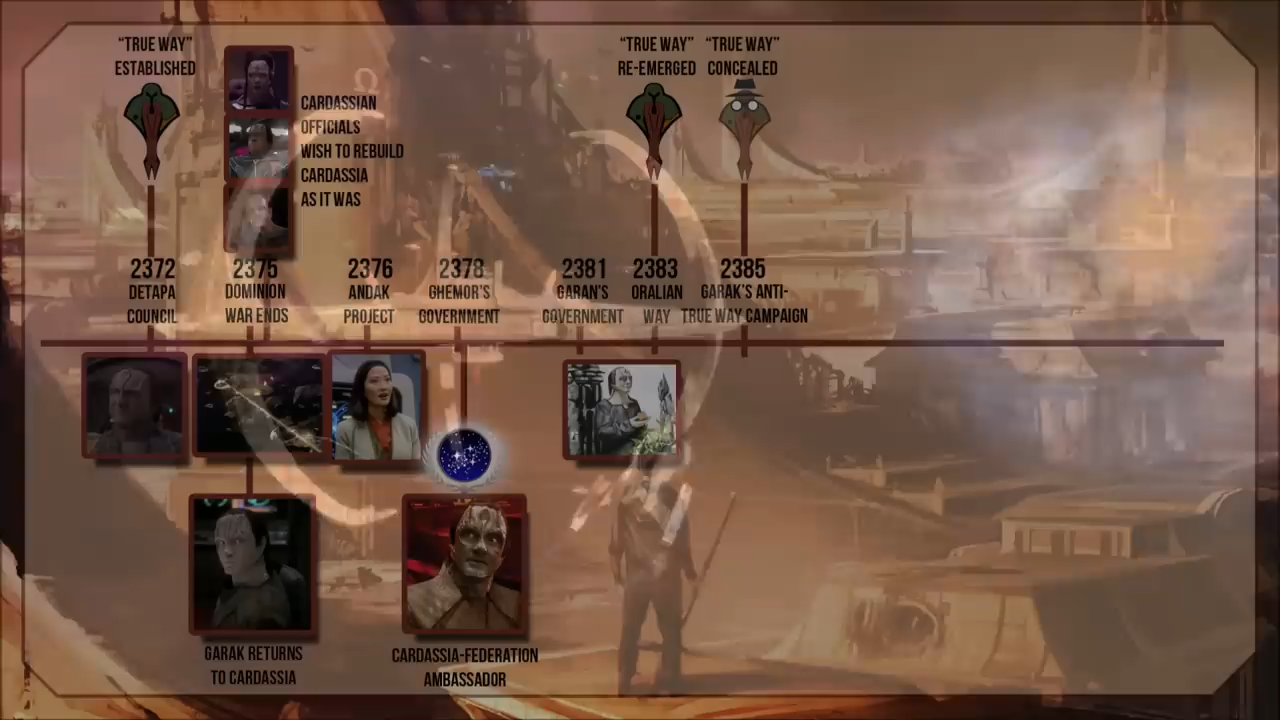 “TRUE WAY”
ESTABLISHED
CARDASSIAN
OFFICIALS
WISH TO REBUILD
CARDASSIA
AS IT WAS
“TRUE WAY”
RE-EMERGED
“TRUE WAY”
CONCEALED
2372
DETAPA
COUNCIL
2375
DOMINION
WAR ENDS
2376
ANDAK
PROJECT
2378
GHEMOR'S
GOVERNMENT
2381
GARAN'S
GOVERNMENT
2383
ORALIAN
WAY
2385
GARAK'S ANTI-
TRUE WAY CAMPAIGN
GARAK RETURNS
TO CARDASSIA
CARDASSIA-FEDERATION
AMBASSADOR